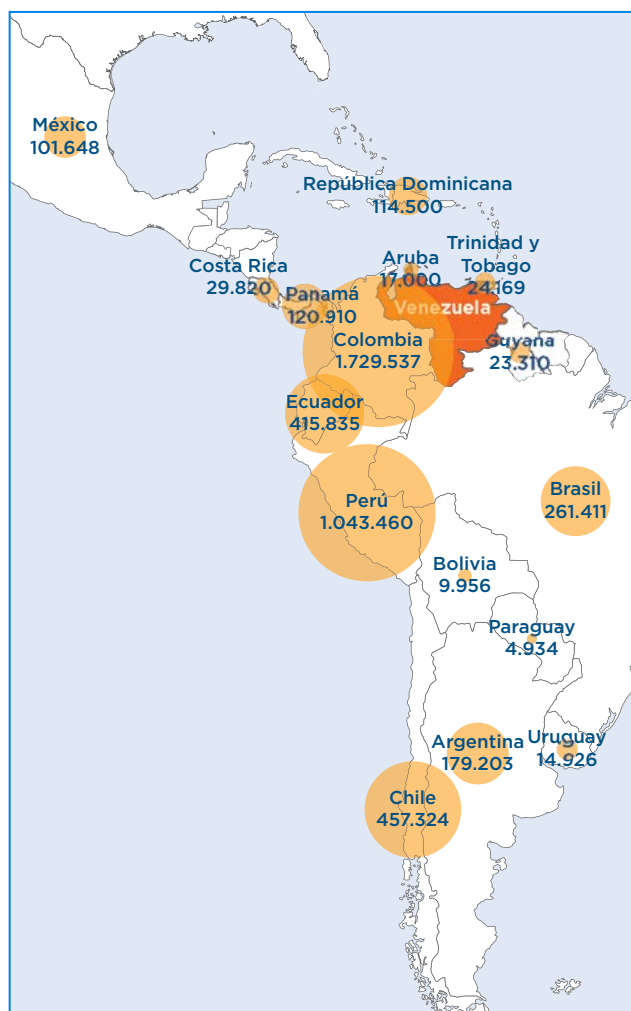 México
101.648
República Dominicana
114.500
Aruba
17.000
Trinidad y
Tobago
24.169
Costa Rica
29.820
Panamá
120.910
Venezuela
Colombia
1.729.537
Guyana
23.310
Ecuador
415.835
Perú
1.043.460
Brasil
261.411
Bolivia
9.956
Paraguay
4.934
Argentina
179.203
Uruguay
14.926
Chile
457.324